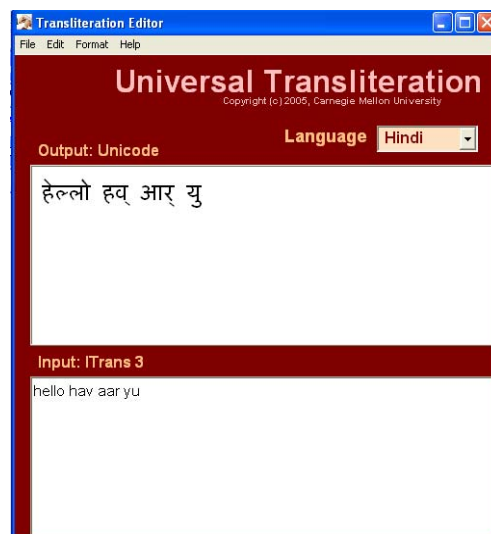 Transliteration Editor
File Edit Format Help
Universal Transliteration
Copyright (c) 2005, Carnegie Mellon University
Language Hindi
Output: Unicode
हेल्लो हव् आर् यु
Input: ITrans 3
hello hav aar yu